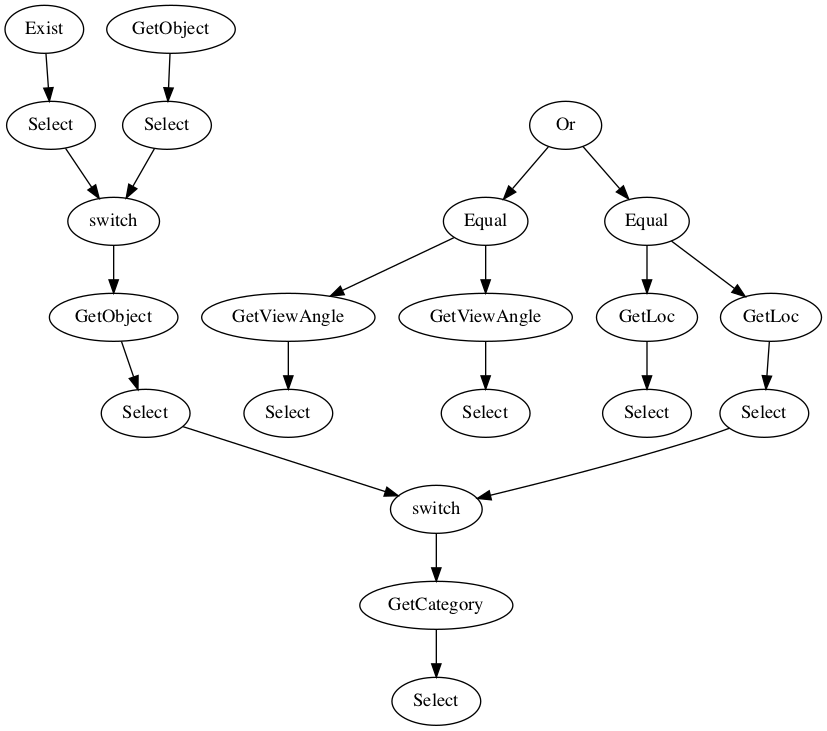 Exist
GetObject
Select
Select
Or
switch
Equal
Equal
GetObject
GetViewAngle
GetViewAngle
GetLoc
GetLoc
Select
Select
Select
Select
Select
switch
GetCategory
Select